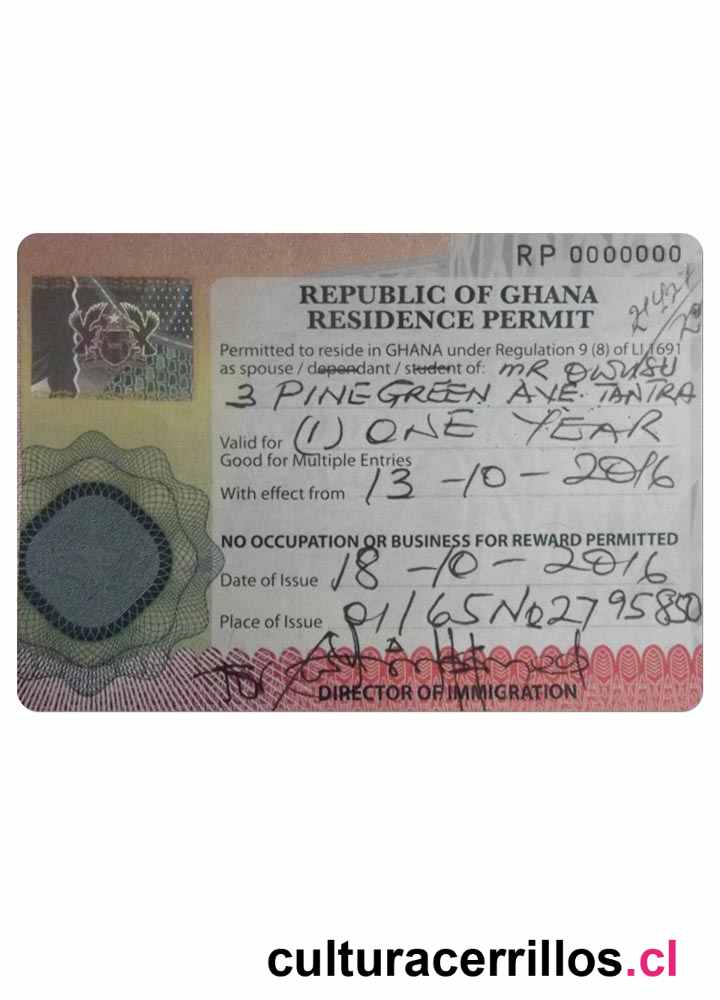 RP 0000000
REPUBLIC OF GHANA
RESIDENCE PERMIT
Permitted to reside in GHANA under Regulation 9 (8) of LI 1691
as spouse / dependant / student of: MR OWUSU
3 PINEGREEN AVE. TANTRA
Valid for (1) ONE YEAR
Good for Multiple Entries
With effect from 13-10-2016
NO OCCUPATION OR BUSINESS FOR REWARD PERMITTED
Date of Issue 18-10-2016
Place of Issue 01/65No2795850
DIRECTOR OF IMMIGRATION
culturacerrillos.cl